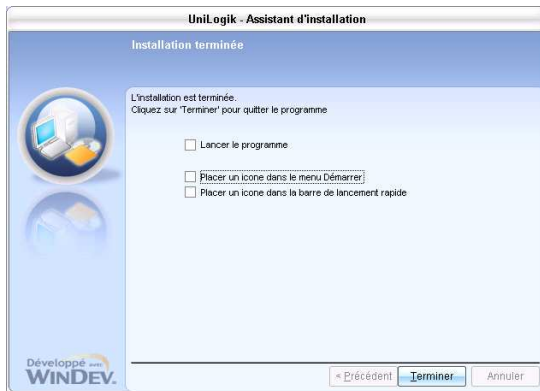 UniLogik - Assistant d'installation
Installation terminée
L'installation est terminée.
Cliquez sur 'Terminer' pour quitter le programme
Lancer le programme
Placer un icone dans le menu Démarrer
Placer un icone dans la barre de lancement rapide
Développé avec
WINDEV.
< Précédent Terminer Annuler